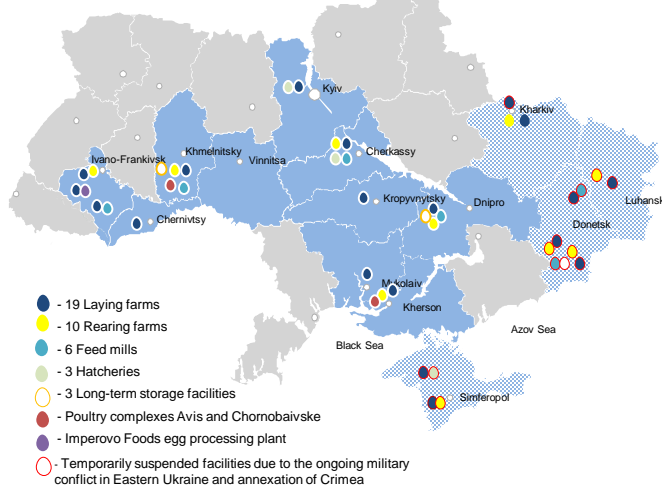 Kyiv
Kharkiv
Ivano-Frankivsk
Khmelnitsky
Vinnitsa
Cherkassy
Luhansk
Chernivtsy
Kropyvnytsky
Dnipro
Donetsk
Mykolaiv
Kherson
Black Sea
Azov Sea
Simferopol
- 19 Laying farms
- 10 Rearing farms
- 6 Feed mills
- 3 Hatcheries
- 3 Long-term storage facilities
- Poultry complexes Avis and Chornobaivske
- Imperovo Foods egg processing plant
- Temporarily suspended facilities due to the ongoing military
conflict in Eastern Ukraine and annexation of Crimea